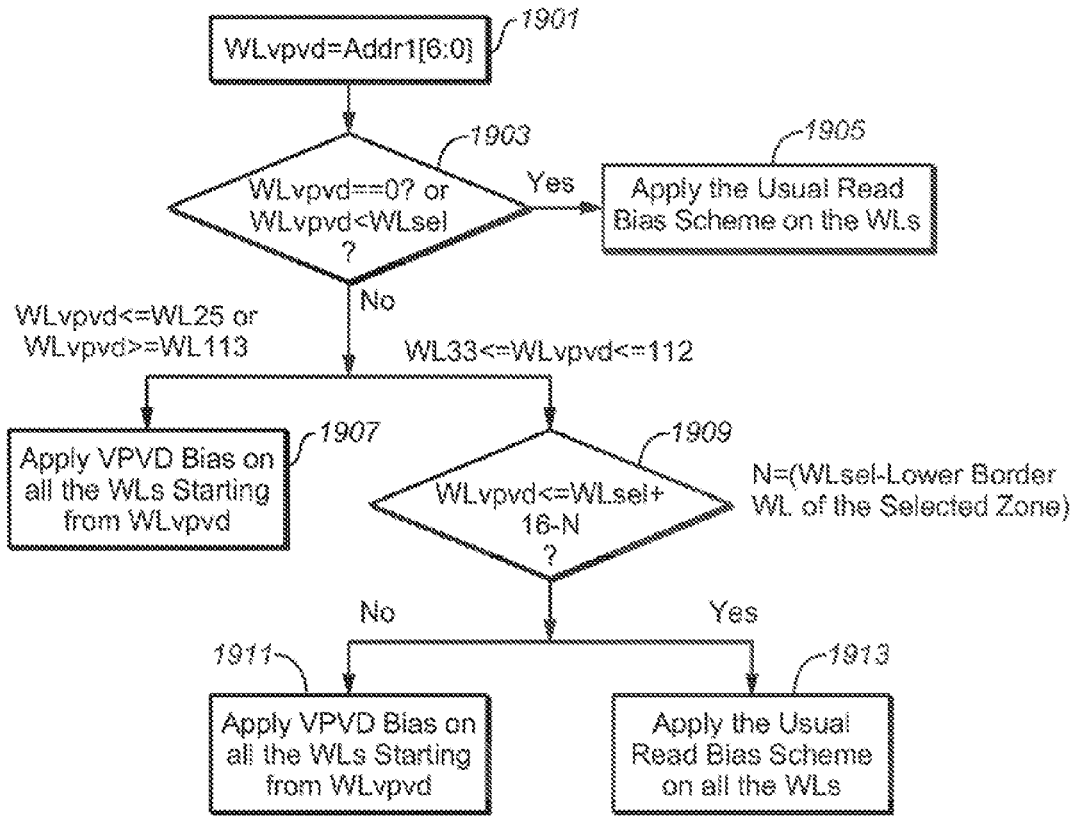 1901
WLvpvd=Addr1[6:0]
1903
WLvpvd==0? or
WLvpvd<WLsel
?
Yes
1905
Apply the Usual Read
Bias Scheme on the WLs
No
WLvpvd<=WL25 or
WLvpvd>=WL113
WL33<=WLvpvd<=112
1907
Apply VPVD Bias on
all the WLs Starting
from WLvpvd
1909
WLvpvd<=WLsel+
16-N
?
N=(WLsel-Lower Border
WL of the Selected Zone)
No
Yes
1911
Apply VPVD Bias on
all the WLs Starting
from WLvpvd
1913
Apply the Usual
Read Bias Scheme
on all the WLs